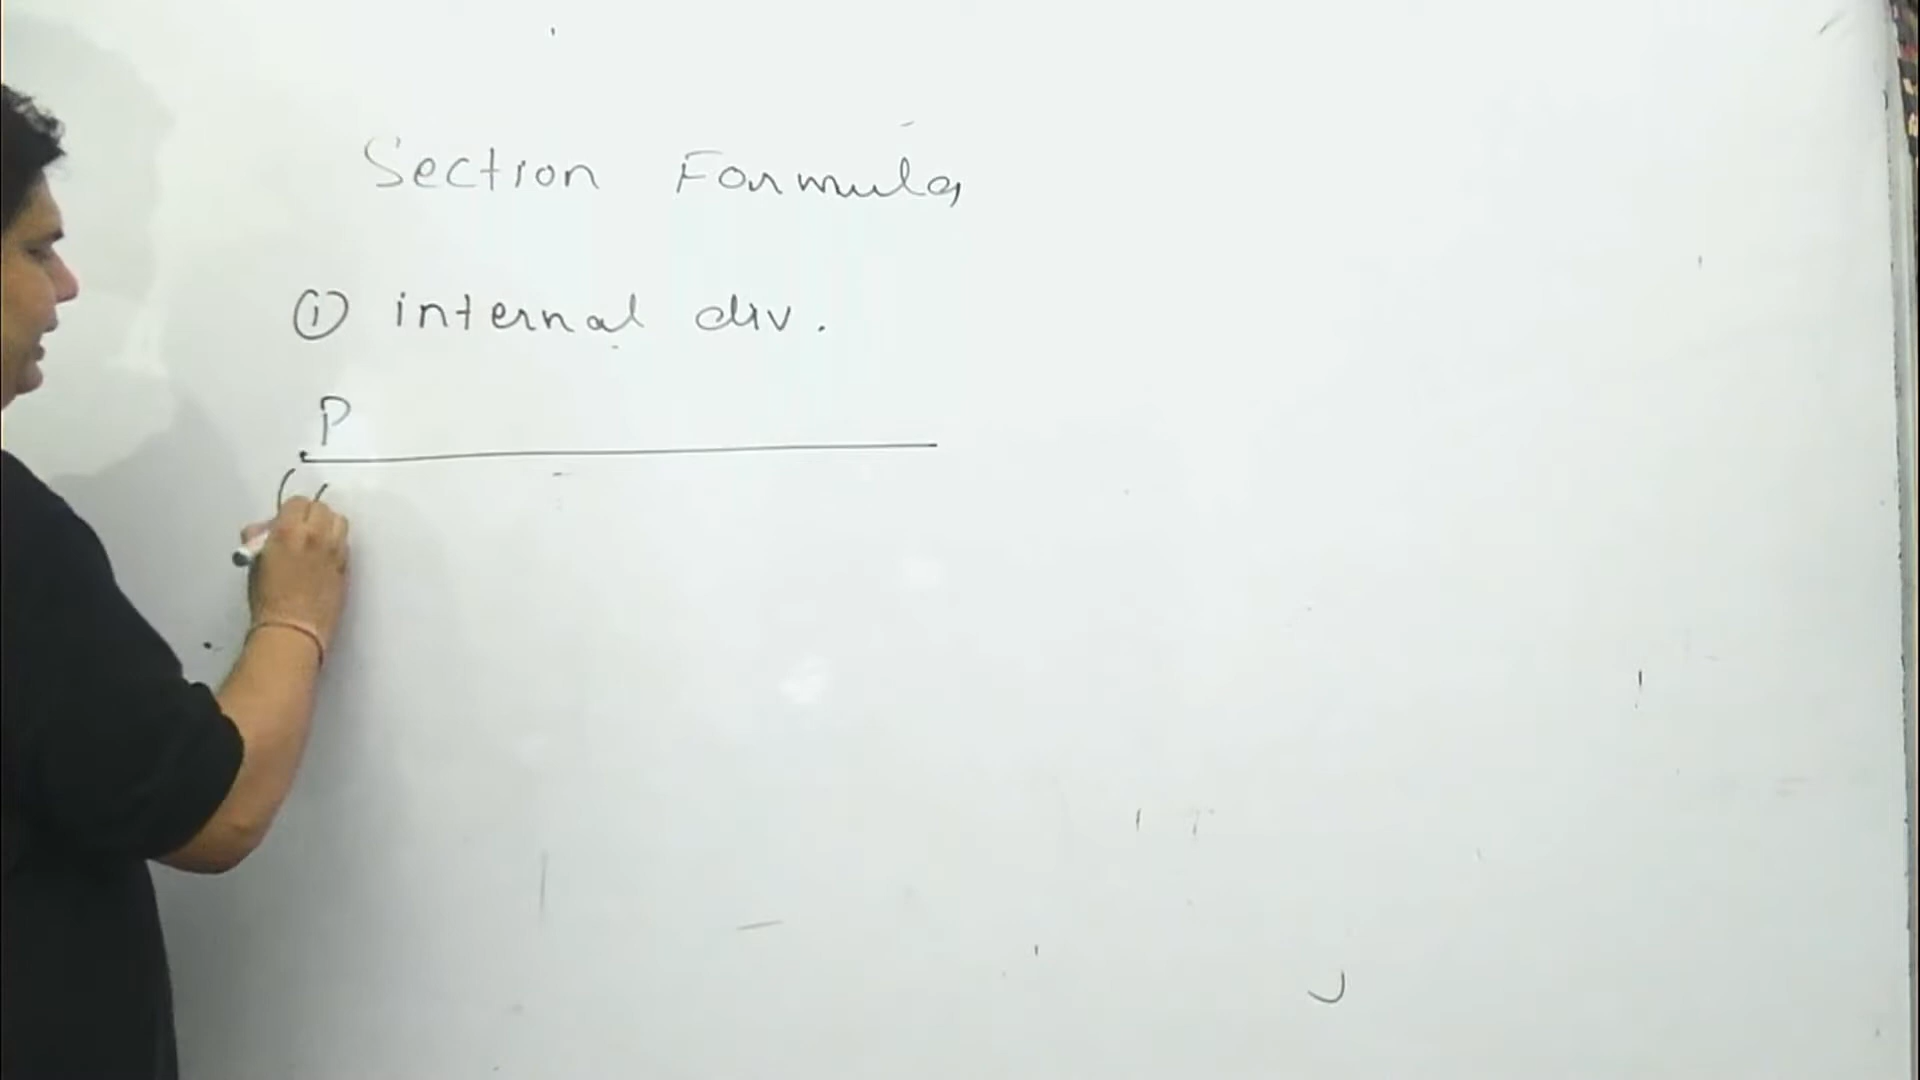 Section Formula
① internal div.
P
(